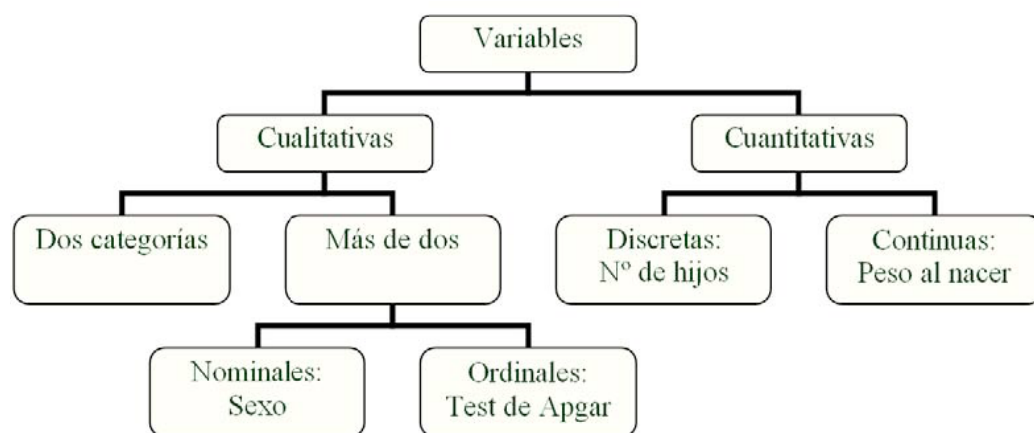 Variables
Cualitativas
Cuantitativas
Dos categorías
Más de dos
Discretas:
Nº de hijos
Continuas:
Peso al nacer
Nominales:
Sexo
Ordinales:
Test de Apgar